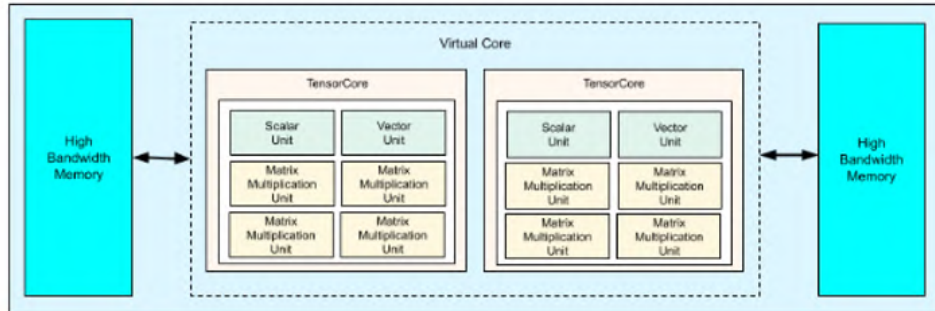 Virtual Core
High
Bandwidth
Memory
TensorCore
Scalar
Unit
Vector
Unit
Matrix
Multiplication
Unit
Matrix
Multiplication
Unit
Matrix
Multiplication
Unit
Matrix
Multiplication
Unit
TensorCore
Scalar
Unit
Vector
Unit
Matrix
Multiplication
Unit
Matrix
Multiplication
Unit
Matrix
Multiplication
Unit
Matrix
Multiplication
Unit
High
Bandwidth
Memory